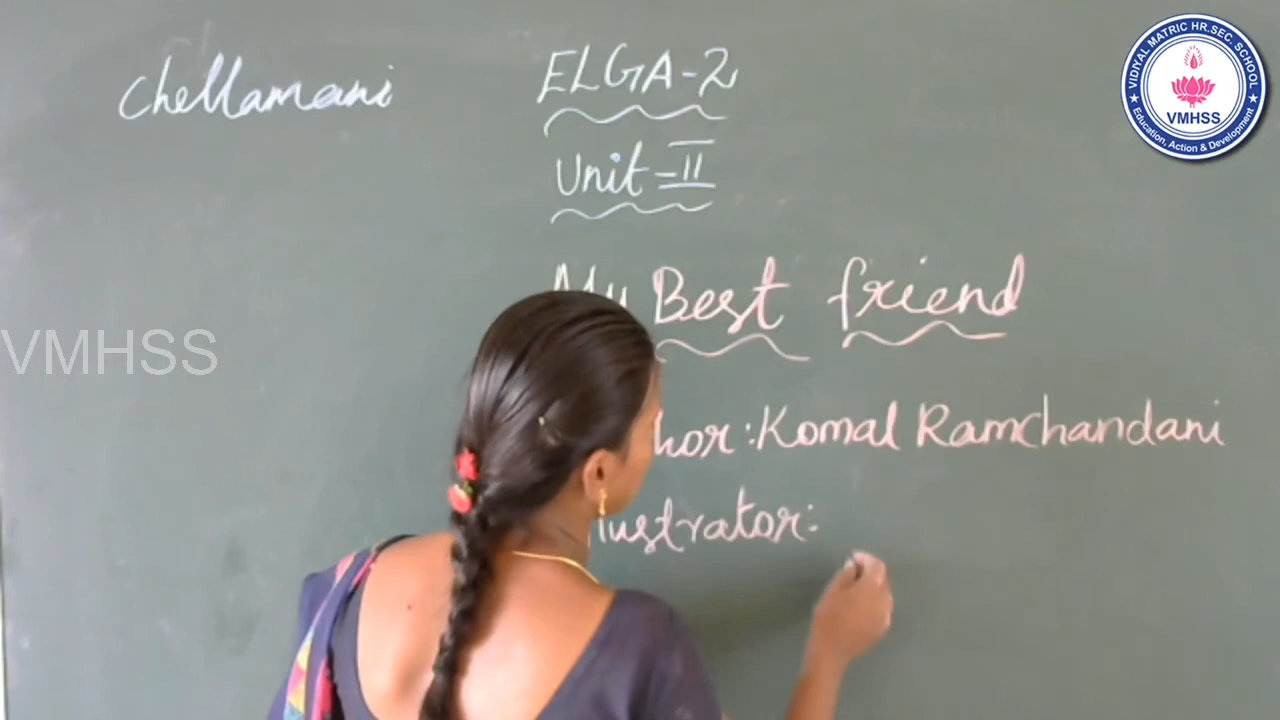 Chellamani
ELGA-2
Unit-II
My Best friend
hor: Komal Ramchandani
lustrator:
VMHSS
VIDIYAL MATRIC HR.SEC. SCHOOL
VMHSS
Education, Action & Development